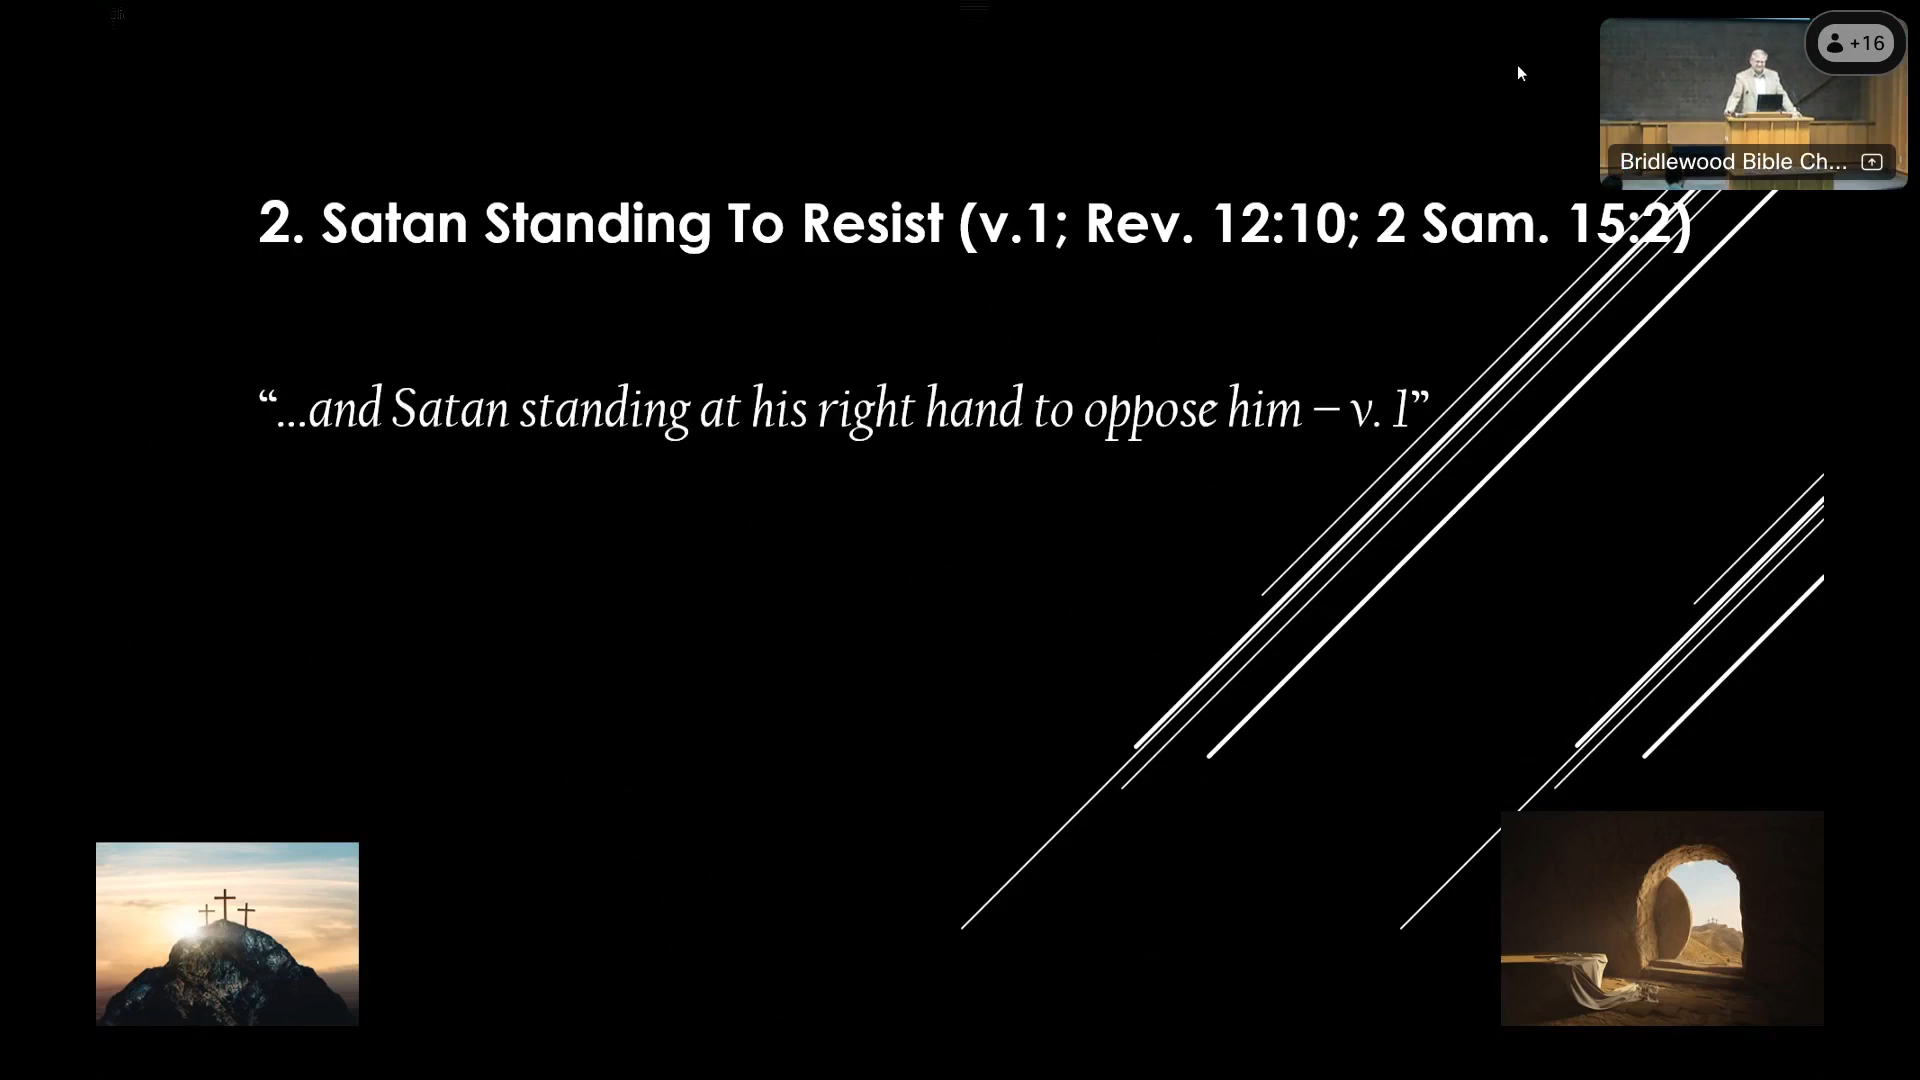 +16
Bridlewood Bible Ch...
2. Satan Standing To Resist (v.1; Rev. 12:10; 2 Sam. 15:2)
“...and Satan standing at his right hand to oppose him – v. 1”